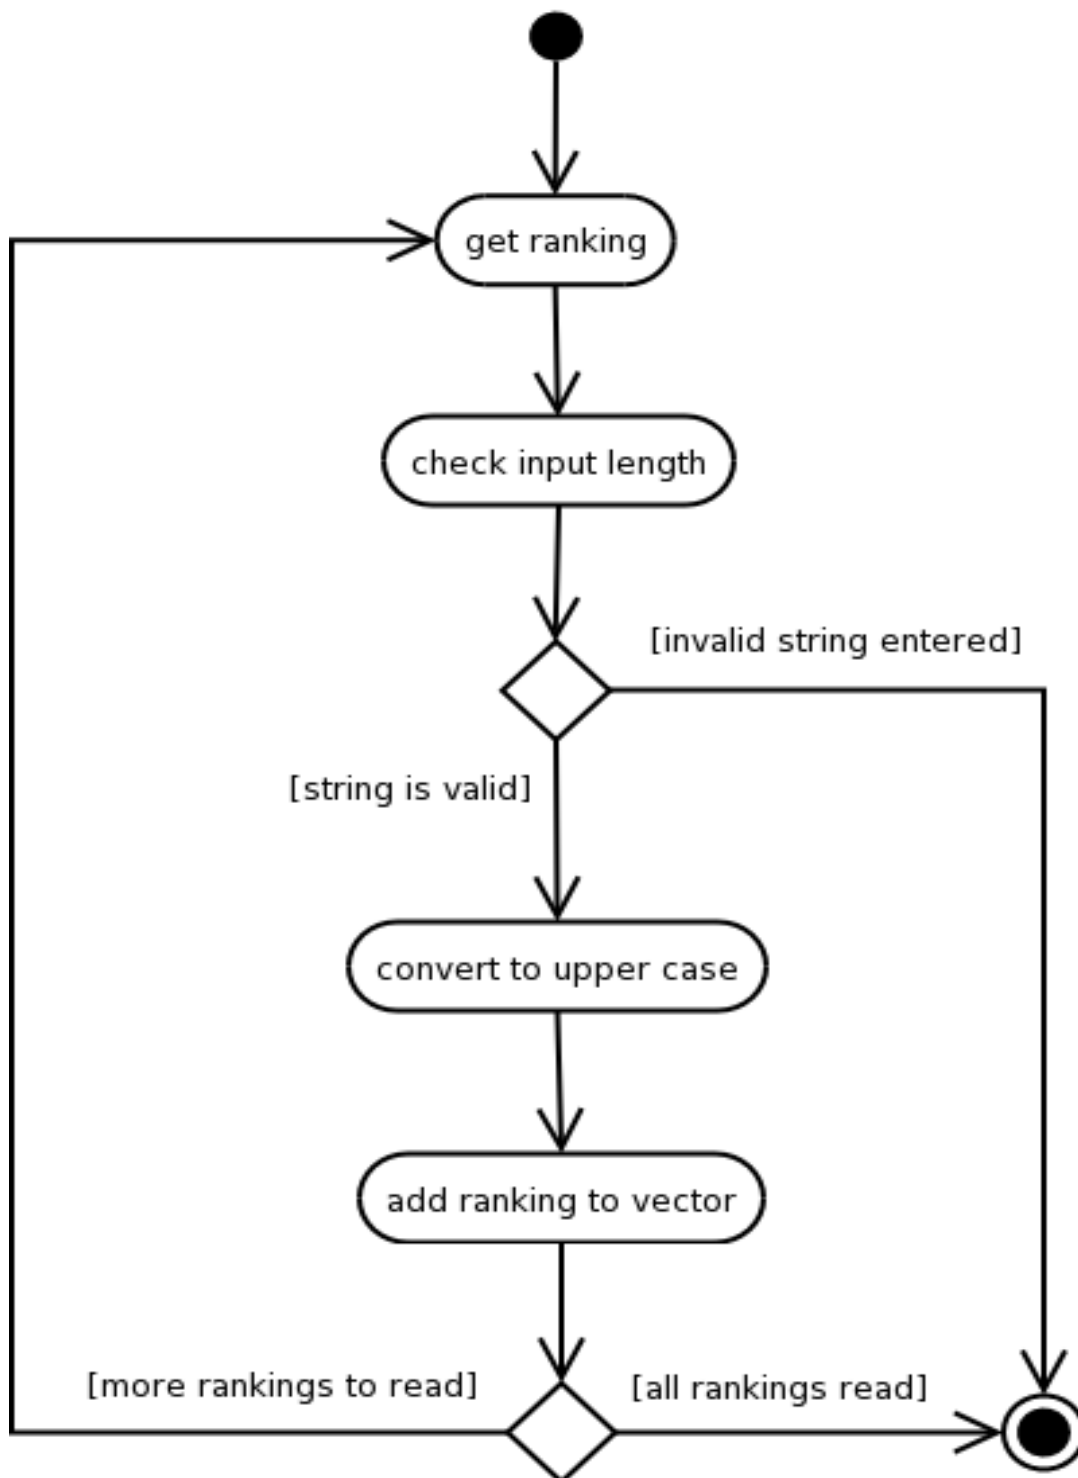 get ranking
check input length
[invalid string entered]
[string is valid]
convert to upper case
add ranking to vector
[more rankings to read]
[all rankings read]